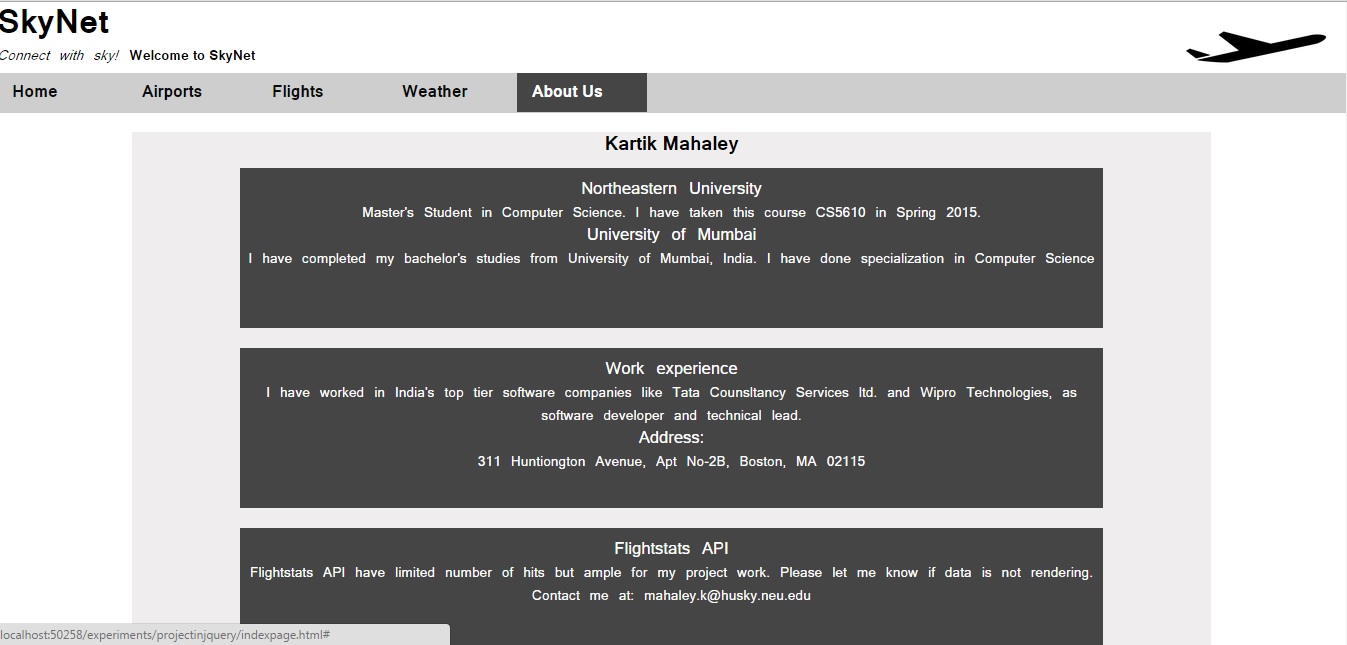 SkyNet
Connect with sky! Welcome to SkyNet
Home Airports Flights Weather About Us
Kartik Mahaley
Northeastern University
Master's Student in Computer Science. I have taken this course CS5610 in Spring 2015.
University of Mumbai
I have completed my bachelor's studies from University of Mumbai, India. I have done specialization in Computer Science
Work experience
I have worked in India's top tier software companies like Tata Counsltancy Services ltd. and Wipro Technologies, as
software developer and technical lead.
Address:
311 Huntiongton Avenue, Apt No-2B, Boston, MA 02115
Flightstats API
Flightstats API have limited number of hits but ample for my project work. Please let me know if data is not rendering.
Contact me at: mahaley.k@husky.neu.edu
localhost:50258/experiments/projectinjquery/indexpage.html#